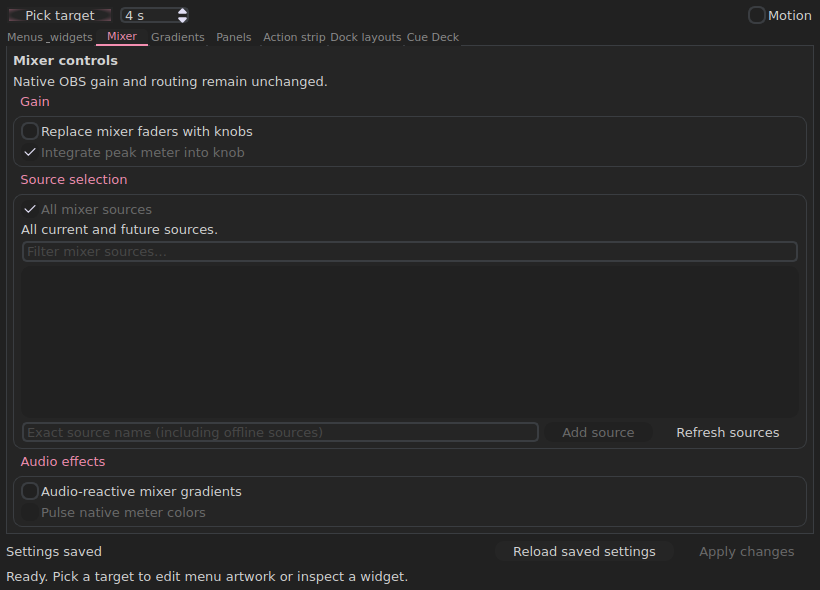 Pick target 4 s Motion
Menus _widgets Mixer Gradients Panels Action strip Dock layouts Cue Deck
Mixer controls
Native OBS gain and routing remain unchanged.
Gain
Replace mixer faders with knobs
Integrate peak meter into knob
Source selection
All mixer sources
All current and future sources.
Filter mixer sources...
Exact source name (including offline sources) Add source Refresh sources
Audio effects
Audio-reactive mixer gradients
Pulse native meter colors
Settings saved Reload saved settings Apply changes
Ready. Pick a target to edit menu artwork or inspect a widget.